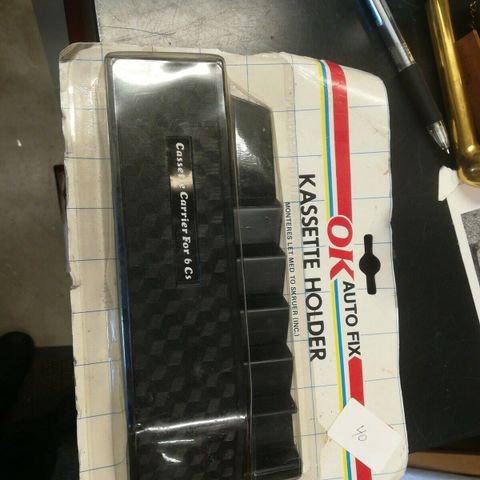 OK AUTO FIX
KASSETTE HOLDER
MONTERES LET MED TO SKRUER (INC.)
Cassette Carrier For 6 Cs
40